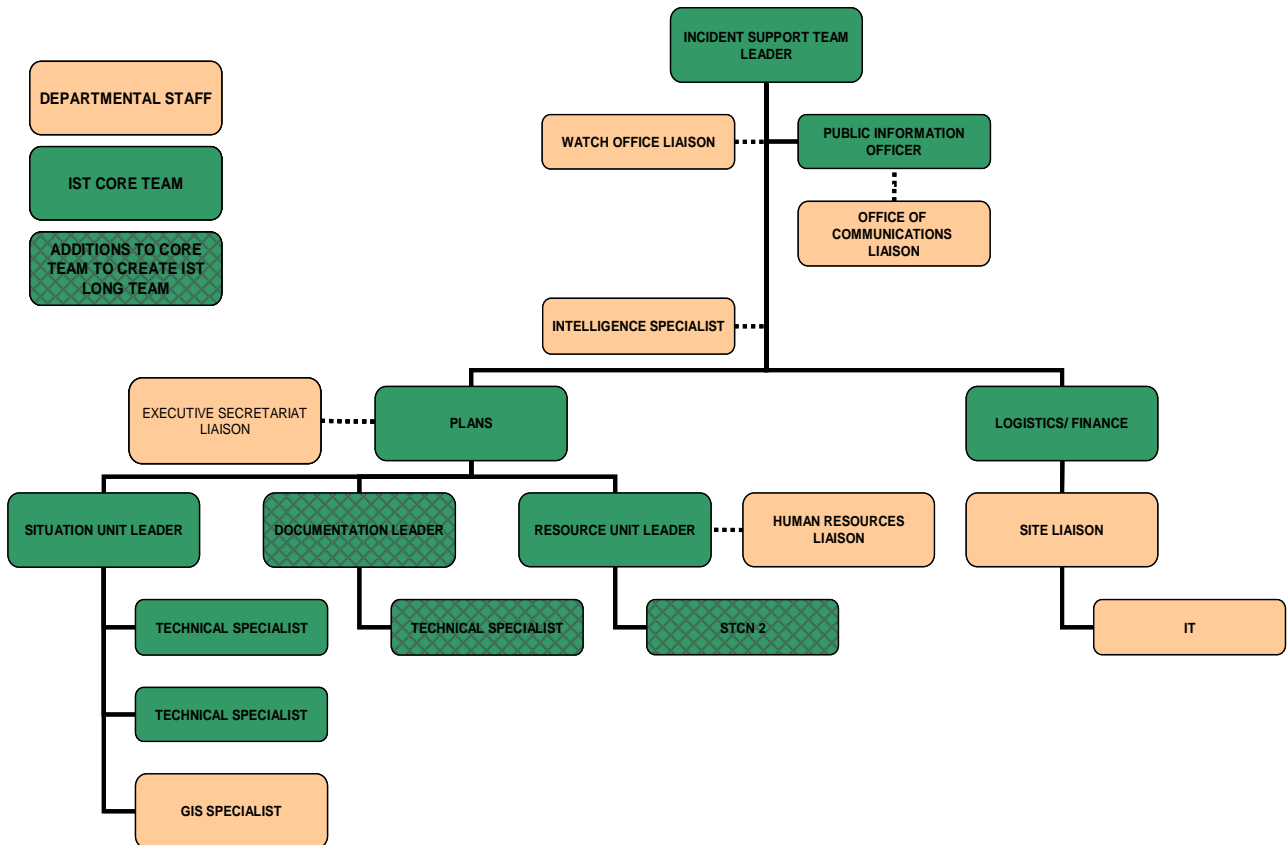 INCIDENT SUPPORT TEAM
LEADER
DEPARTMENTAL STAFF
IST CORE TEAM
ADDITIONS TO CORE
TEAM TO CREATE IST
LONG TEAM
WATCH OFFICE LIAISON
PUBLIC INFORMATION
OFFICER
OFFICE OF
COMMUNICATIONS
LIAISON
INTELLIGENCE SPECIALIST
EXECUTIVE SECRETARIAT
LIAISON
PLANS
LOGISTICS/ FINANCE
SITUATION UNIT LEADER
DOCUMENTATION LEADER
RESOURCE UNIT LEADER
HUMAN RESOURCES
LIAISON
SITE LIAISON
TECHNICAL SPECIALIST
TECHNICAL SPECIALIST
STCN 2
IT
TECHNICAL SPECIALIST
GIS SPECIALIST